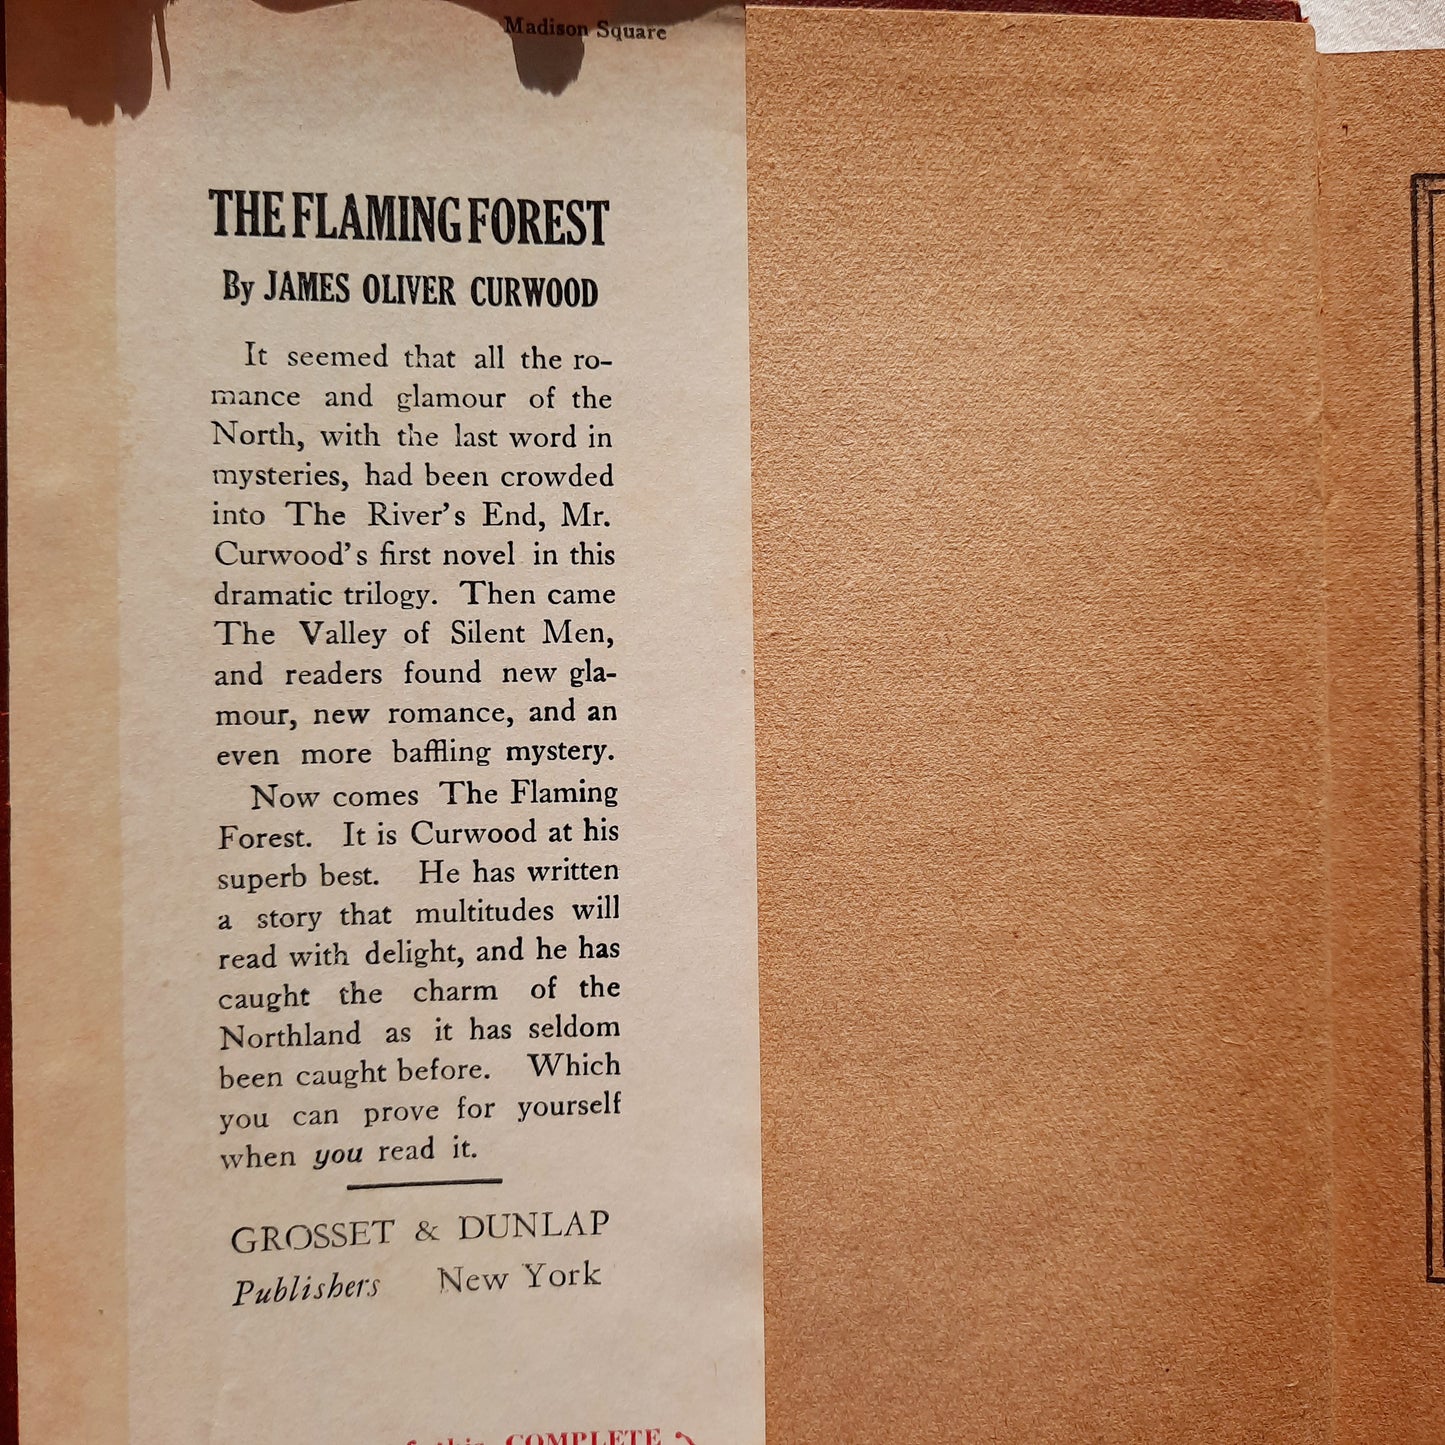 Madison Square
THE FLAMING FOREST
By JAMES OLIVER CURWOOD
It seemed that all the ro-
mance and glamour of the
North, with the last word in
mysteries, had been crowded
into The River's End, Mr.
Curwood's first novel in this
dramatic trilogy. Then came
The Valley of Silent Men,
and readers found new gla-
mour, new romance, and an
even more baffling mystery.
Now comes The Flaming
Forest. It is Curwood at his
superb best. He has written
a story that multitudes will
read with delight, and he has
caught the charm of the
Northland as it has seldom
been caught before. Which
you can prove for yourself
when you read it.
GROSSET & DUNLAP
Publishers New York
this COMPLETE